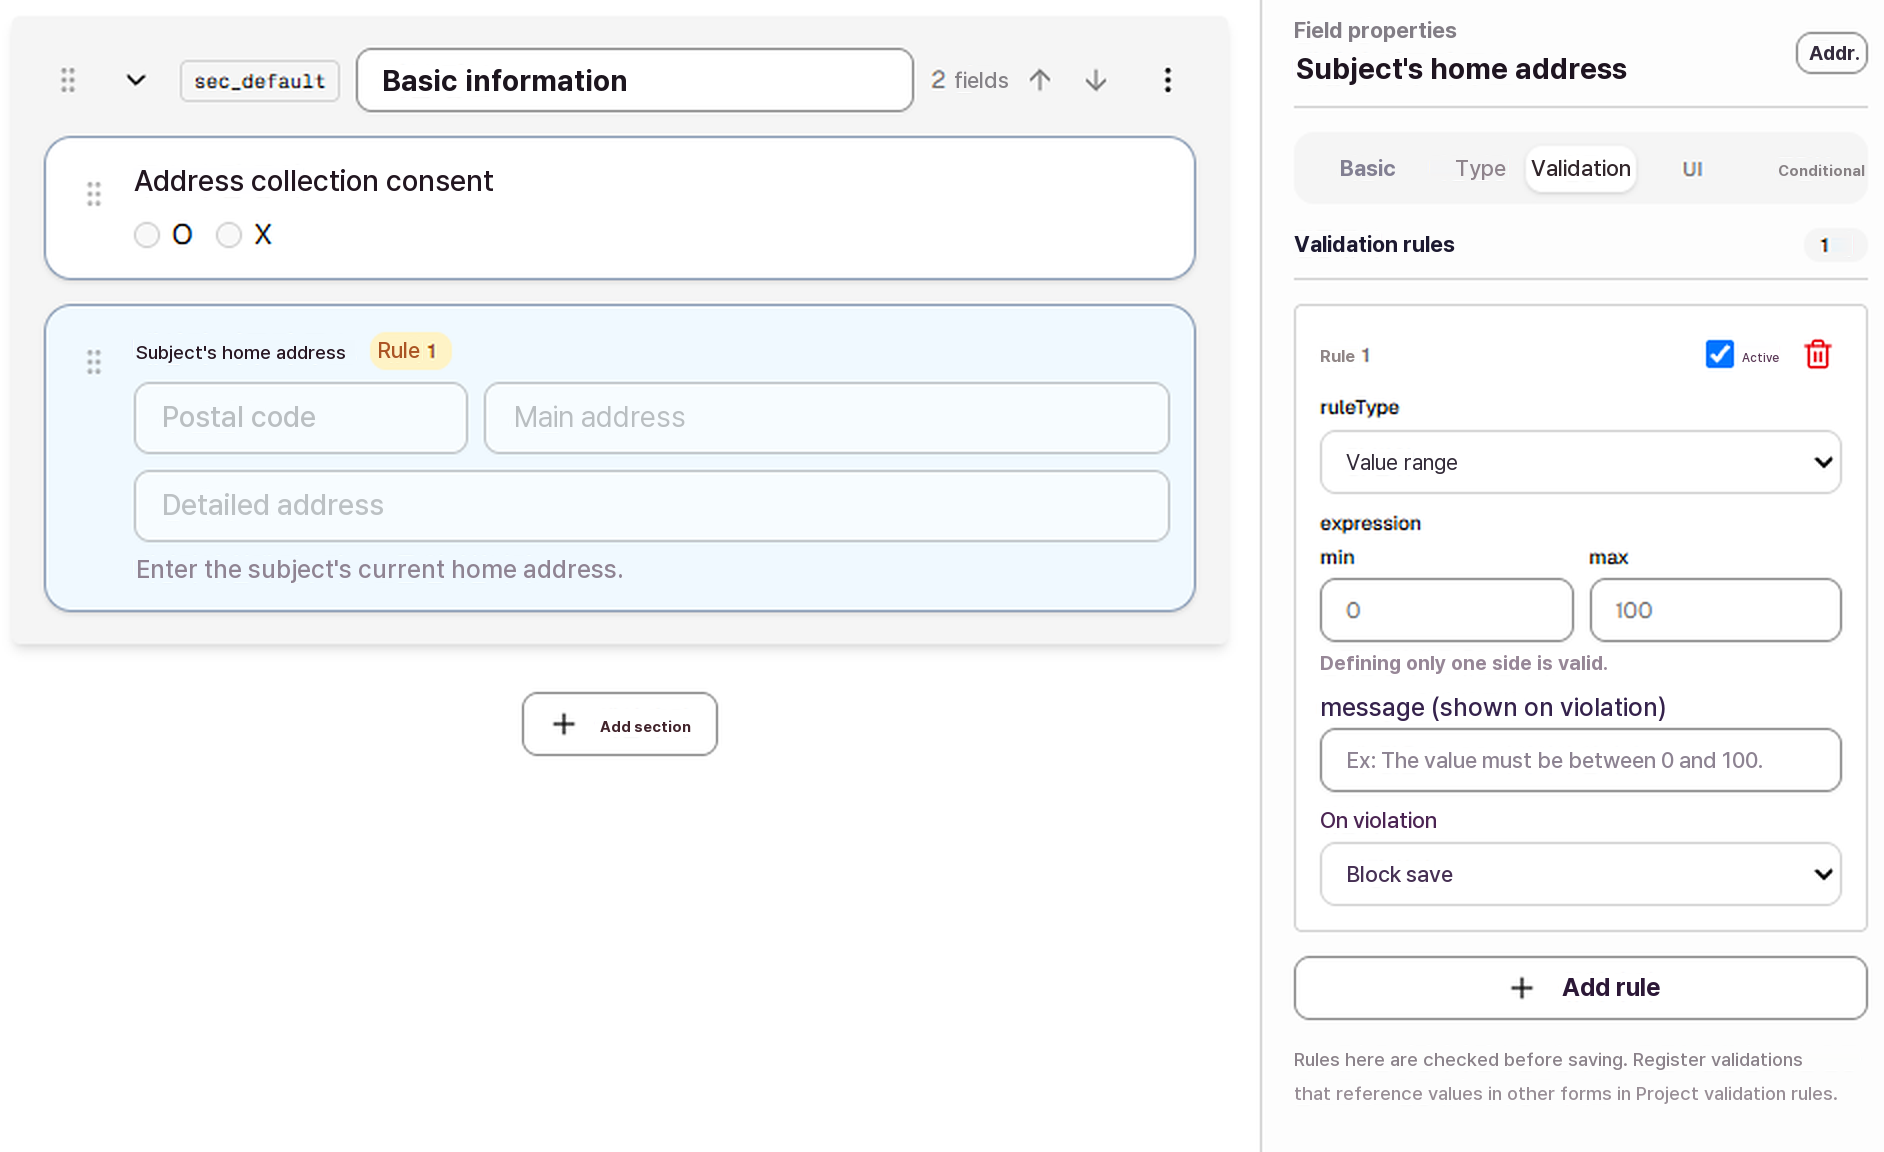 sec_default
Basic information
2 fields
Address collection consent
O X
Subject's home address Rule 1
Postal code
Main address
Detailed address
Enter the subject's current home address.
Add section
Field properties
Subject's home address
Addr.
Basic Type Validation UI Conditional
Validation rules 1
Rule 1 Active
ruleType
Value range
expression
min max
0 100
Defining only one side is valid.
message (shown on violation)
Ex: The value must be between 0 and 100.
On violation
Block save
Add rule
Rules here are checked before saving. Register validations
that reference values in other forms in Project validation rules.